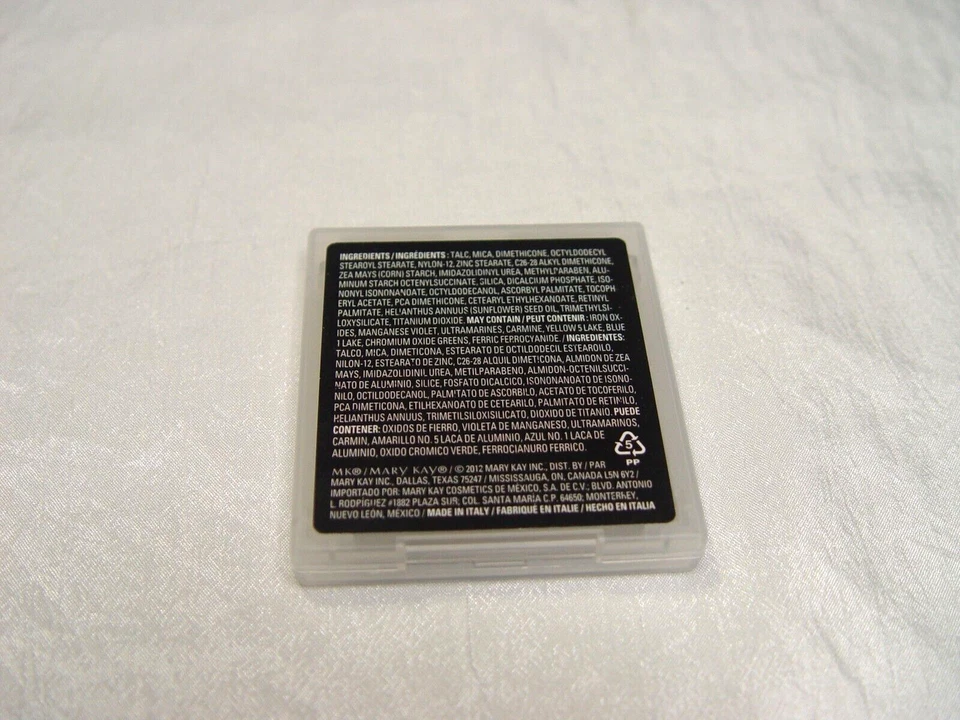 INGREDIENTS / INGRÉDIENTS : TALC, MICA, DIMETHICONE, OCTYLDODECYL
STEAROYL STEARATE, NYLON-12, ZINC STEARATE, C26-28 ALKYL DIMETHICONE,
ZEA MAYS (CORN) STARCH, IMIDAZOLIDINYL UREA, METHYLPARABEN, ALU-
MINUM STARCH OCTENYLSUCCINATE, SILICA, DICALCIUM PHOSPHATE, ISO-
NONYL ISONONANOATE, OCTYLDODECANOL, ASCORBYL PALMITATE, TOCOPH-
ERYL ACETATE, PCA DIMETHICONE, CETEARYL ETHYLHEXANOATE, RETINYL
PALMITATE, HELIANTHUS ANNUUS (SUNFLOWER) SEED OIL, TRIMETHYLSI-
LOXYSILICATE, TITANIUM DIOXIDE. MAY CONTAIN / PEUT CONTENIR : IRON OX-
IDES, MANGANESE VIOLET, ULTRAMARINES, CARMINE, YELLOW 5 LAKE, BLUE
1 LAKE, CHROMIUM OXIDE GREENS, FERRIC FERROCYANIDE. / INGREDIENTES:
TALCO, MICA, DIMETICONA, ESTEARATO DE OCTILDODECIL ESTEAROILO,
NILON-12, ESTEARATO DE ZINC, C26-28 ALQUIL DIMETICONA, ALMIDON DE ZEA
MAYS, IMIDAZOLIDINIL UREA, METILPARABENO, ALMIDON-OCTENILSUCCI-
NATO DE ALUMINIO, SILICE, FOSFATO DICALCICO, ISONONANOATO DE ISONO-
NILO, OCTILDODECANOL, PALMITATO DE ASCORBILO, ACETATO DE TOCOFERILO,
PCA DIMETICONA, ETILHEXANOATO DE CETEARILO, PALMITATO DE RETINILO,
HELIANTHUS ANNUUS, TRIMETILSILOXISILICATO, DIOXIDO DE TITANIO. PUEDE
CONTENER: OXIDOS DE FIERRO, VIOLETA DE MANGANESO, ULTRAMARINOS,
CARMIN, AMARILLO NO. 5 LACA DE ALUMINIO, AZUL NO. 1 LACA DE
ALUMINIO, OXIDO CROMICO VERDE, FERROCIANURO FERRICO.
5
PP
MK® / MARY KAY® / © 2012 MARY KAY INC., DIST. BY / PAR
MARY KAY INC., DALLAS, TEXAS 75247 / MISSISSAUGA, ON, CANADA L5N 6Y2 /
IMPORTADO POR: MARY KAY COSMETICS DE MÉXICO, S.A. DE C.V.; BLVD. ANTONIO
L. RODRÍGUEZ #1882 PLAZA SUR; COL. SANTA MARÍA C.P. 64650; MONTERREY,
NUEVO LEÓN, MÉXICO / MADE IN ITALY / FABRIQUÉ EN ITALIE / HECHO EN ITALIA